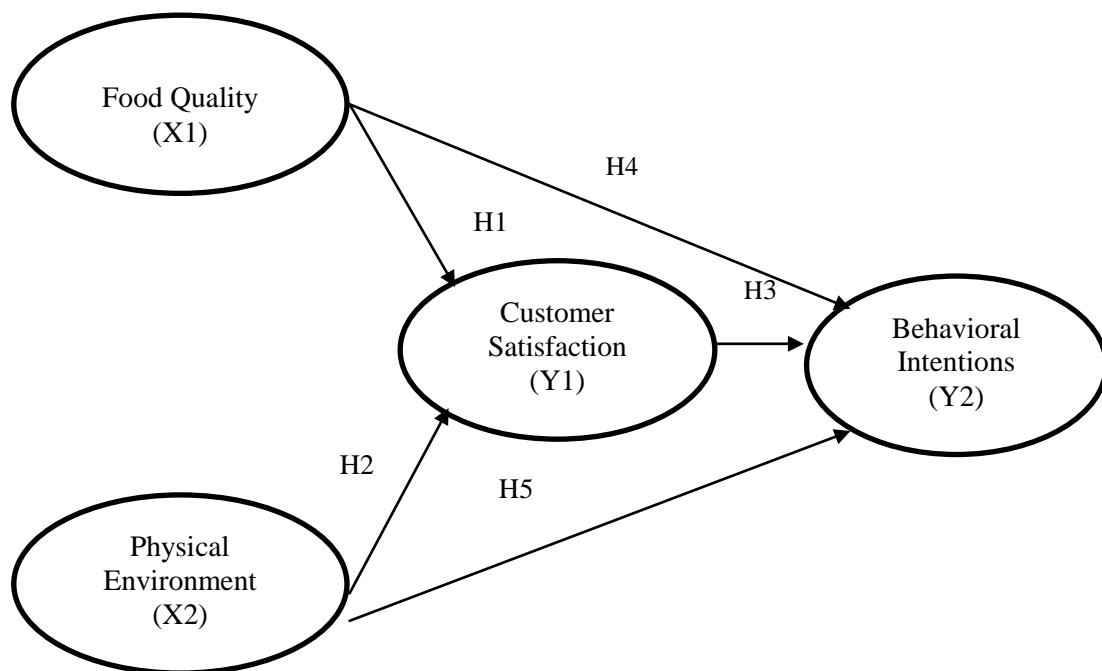 Food Quality
(X1)
H4
H1
H3
Customer
Satisfaction
(Y1)
Behavioral
Intentions
(Y2)
H2
H5
Physical
Environment
(X2)